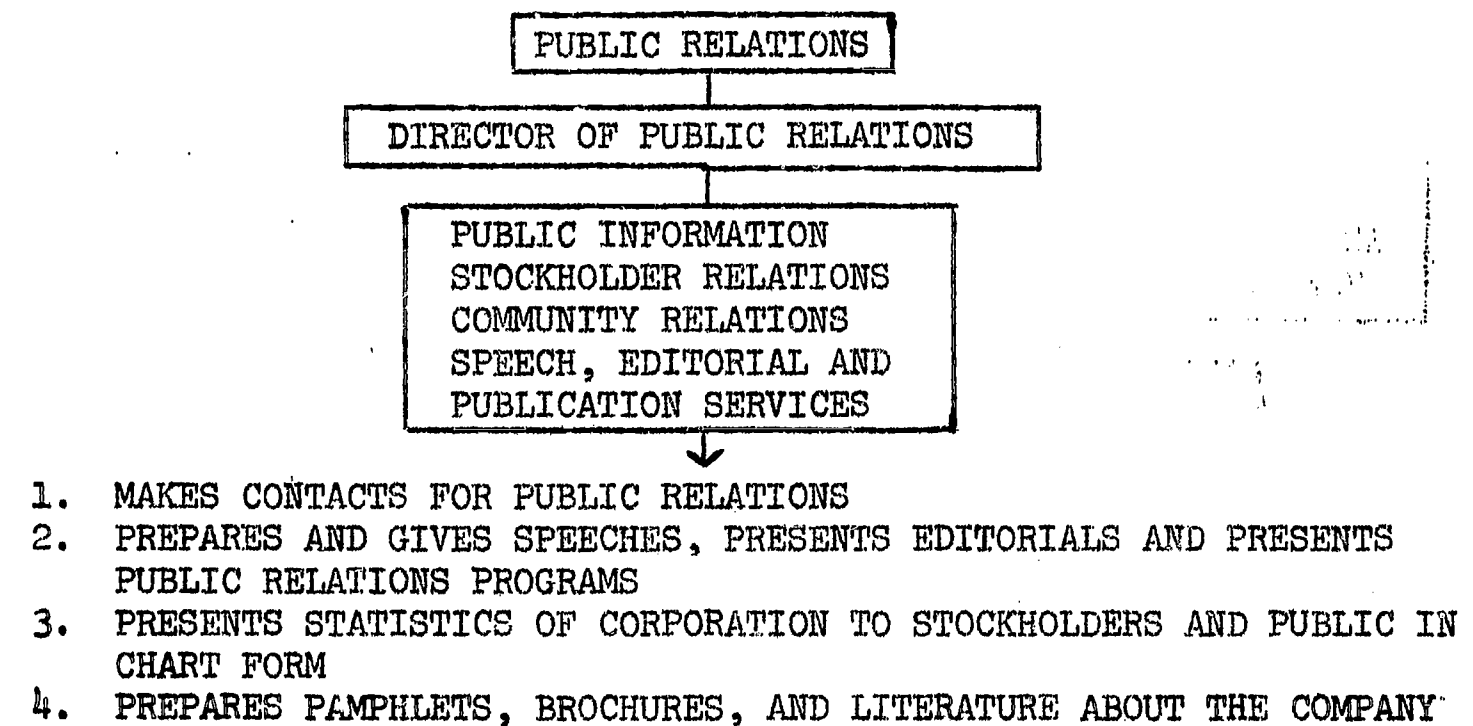 PUBLIC RELATIONS
DIRECTOR OF PUBLIC RELATIONS
PUBLIC INFORMATION
STOCKHOLDER RELATIONS
COMMUNITY RELATIONS
SPEECH, EDITORIAL AND
PUBLICATION SERVICES
1. MAKES CONTACTS FOR PUBLIC RELATIONS
2. PREPARES AND GIVES SPEECHES, PRESENTS EDITORIALS AND PRESENTS
PUBLIC RELATIONS PROGRAMS
3. PRESENTS STATISTICS OF CORPORATION TO STOCKHOLDERS AND PUBLIC IN
CHART FORM
4. PREPARES PAMPHLETS, BROCHURES, AND LITERATURE ABOUT THE COMPANY